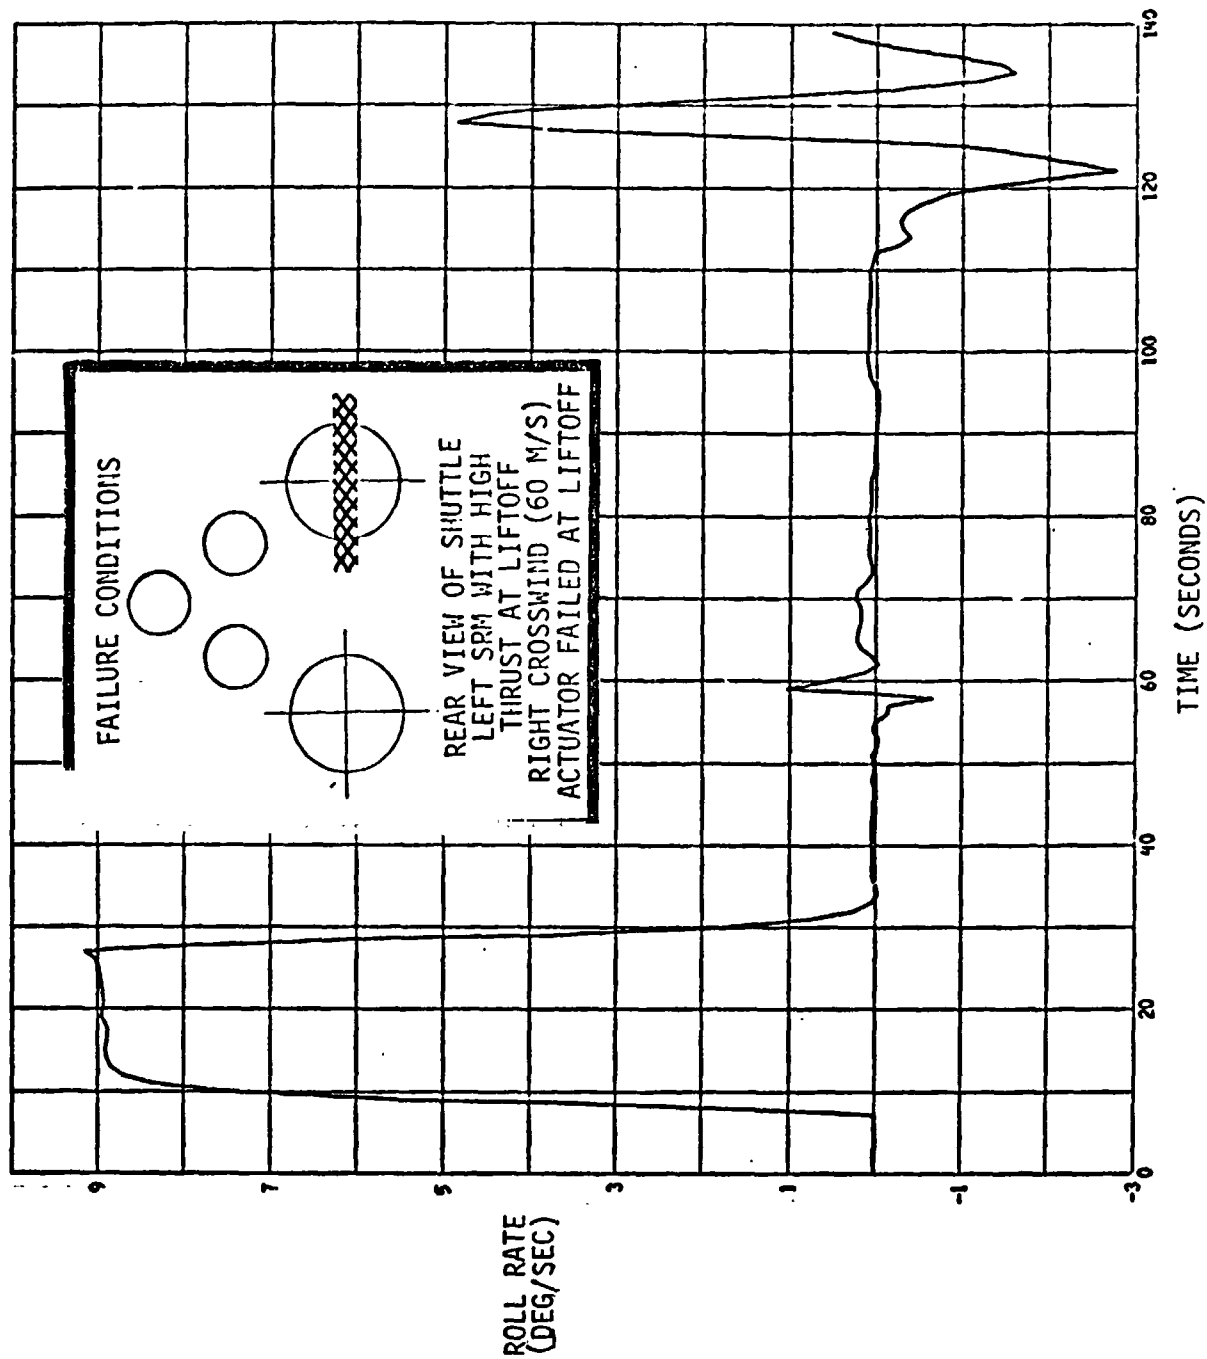 FAILURE CONDITIONS
REAR VIEW OF SHUTTLE
LEFT SRM WITH HIGH
THRUST AT LIFTOFF
RIGHT CROSSWIND (60 M/S)
ACTUATOR FAILED AT LIFTOFF
ROLL RATE
(DEG/SEC)
9
7
5
3
1
-1
-3
0 20 40 60 80 100 120 140
TIME (SECONDS)